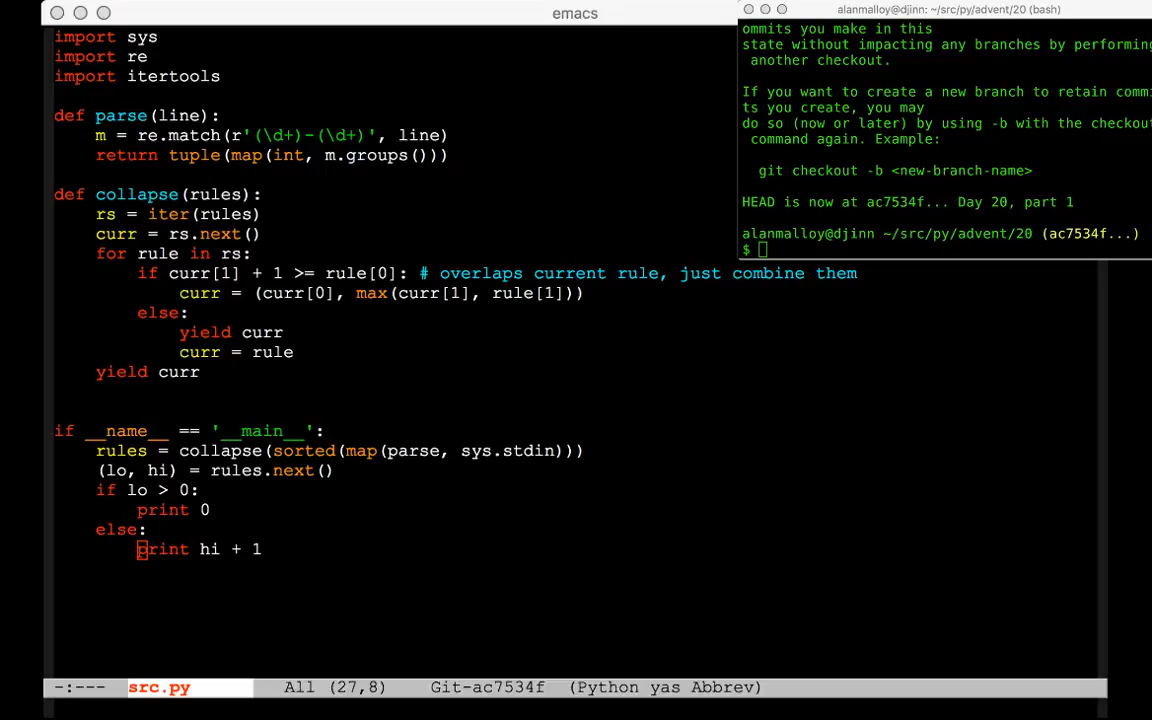 emacs
import sys
import re
import itertools
def parse(line):
    m = re.match(r'(\d+)-(\d+)', line)
    return tuple(map(int, m.groups()))
def collapse(rules):
    rs = iter(rules)
    curr = rs.next()
    for rule in rs:
        if curr[1] + 1 >= rule[0]: # overlaps current rule, just combine them
            curr = (curr[0], max(curr[1], rule[1]))
        else:
            yield curr
            curr = rule
    yield curr
if __name__ == '__main__':
    rules = collapse(sorted(map(parse, sys.stdin)))
    (lo, hi) = rules.next()
    if lo > 0:
        print 0
    else:
        print hi + 1
-:---  src.py         All (27,8)     Git-ac7534f   (Python yas Abbrev)
alanmalloy@djinn: ~/src/py/advent/20 (bash)
ommits you make in this
state without impacting any branches by performing
 another checkout.
If you want to create a new branch to retain commi
ts you create, you may
do so (now or later) by using -b with the checkout
 command again. Example:
  git checkout -b <new-branch-name>
HEAD is now at ac7534f... Day 20, part 1
alanmalloy@djinn ~/src/py/advent/20 (ac7534f...)
$